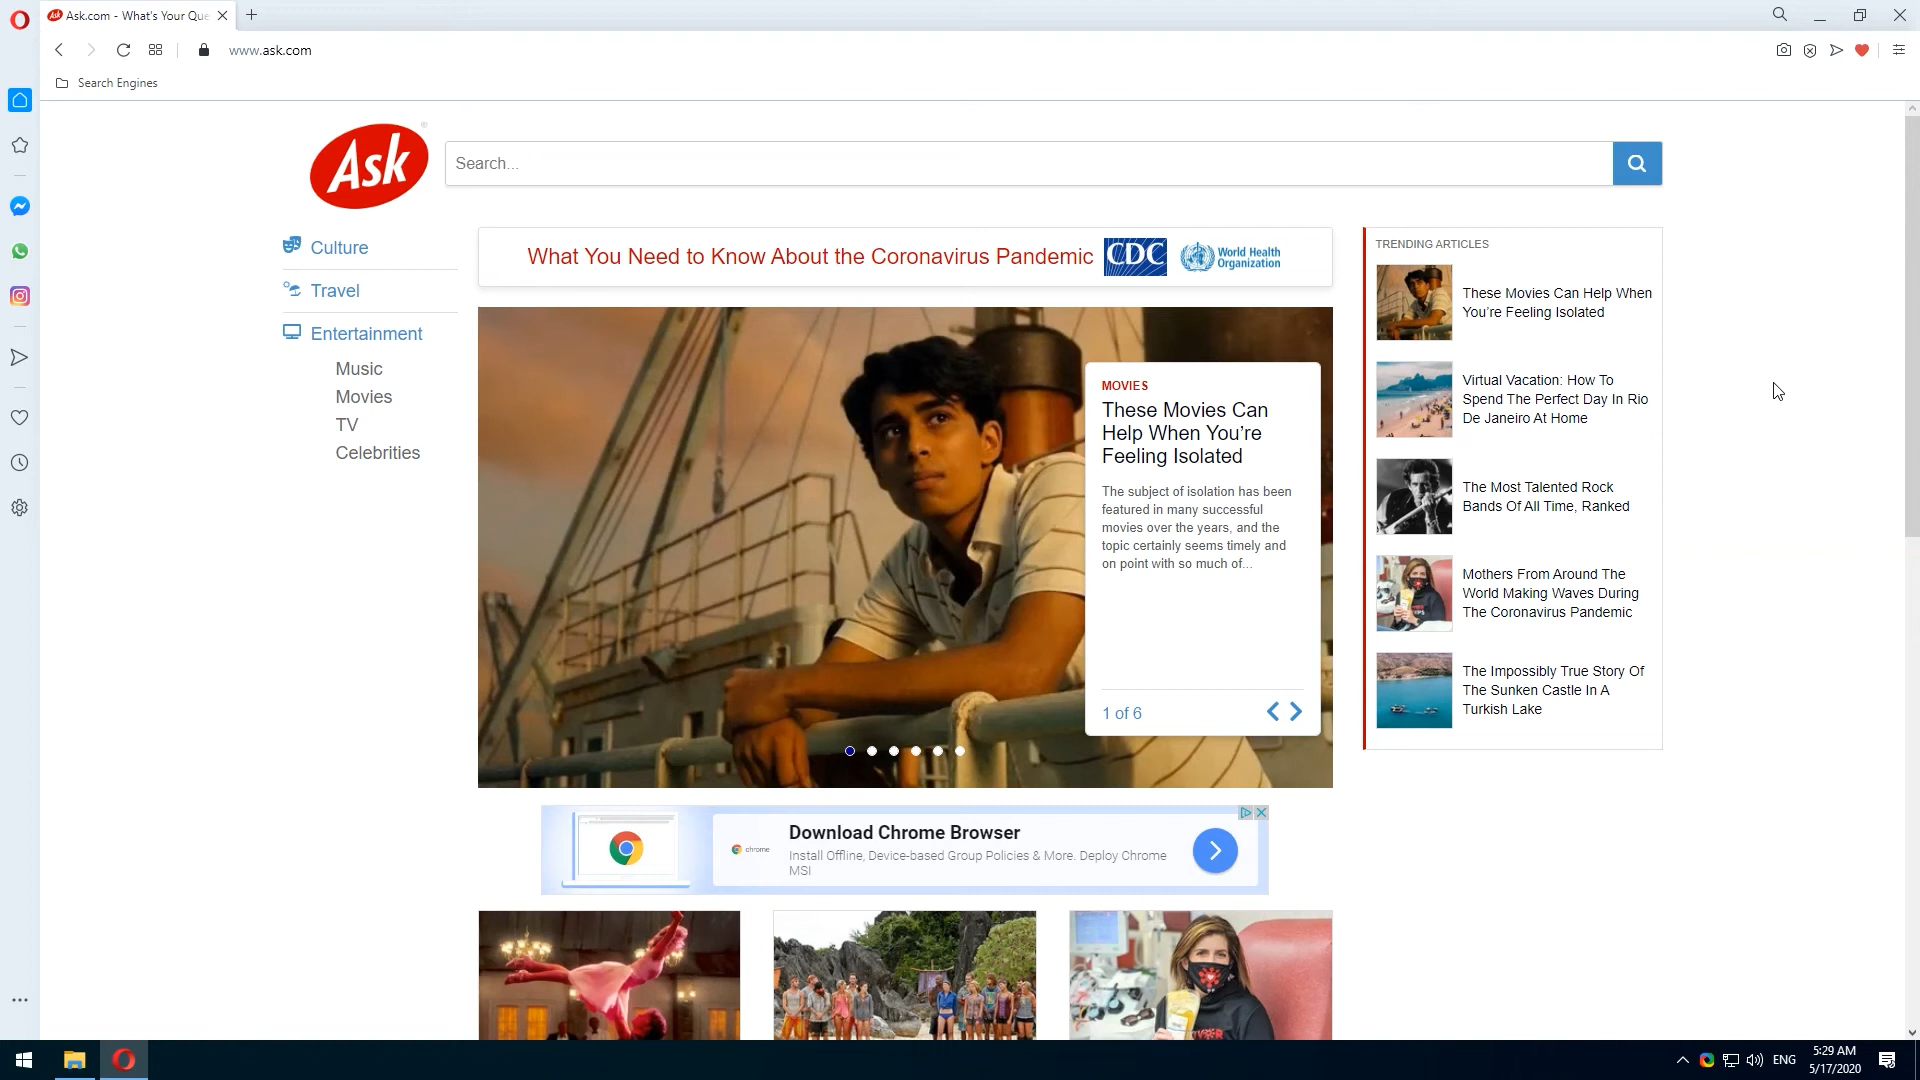 Ask.com - What's Your Que
www.ask.com
Search Engines
Ask
Search...
Culture
Travel
Entertainment
Music
Movies
TV
Celebrities
What You Need to Know About the Coronavirus Pandemic
CDC
World Health
Organization
MOVIES
These Movies Can
Help When You're
Feeling Isolated
The subject of isolation has been
featured in many successful
movies over the years, and the
topic certainly seems timely and
on point with so much of...
1 of 6
TRENDING ARTICLES
These Movies Can Help When
You're Feeling Isolated
Virtual Vacation: How To
Spend The Perfect Day In Rio
De Janeiro At Home
The Most Talented Rock
Bands Of All Time, Ranked
Mothers From Around The
World Making Waves During
The Coronavirus Pandemic
The Impossibly True Story Of
The Sunken Castle In A
Turkish Lake
chrome
Download Chrome Browser
Install Offline, Device-based Group Policies & More. Deploy Chrome
MSI
ENG
5:29 AM
5/17/2020